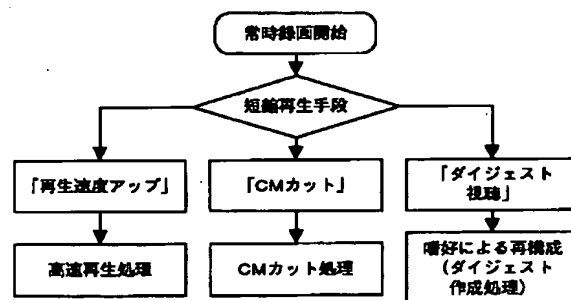 常時録画開始
短縮再生手段
「再生速度アップ」
「CMカット」
「ダイジェスト
視聴」
高速再生処理
CMカット処理
嗜好による再構成
（ダイジェスト
作成処理）